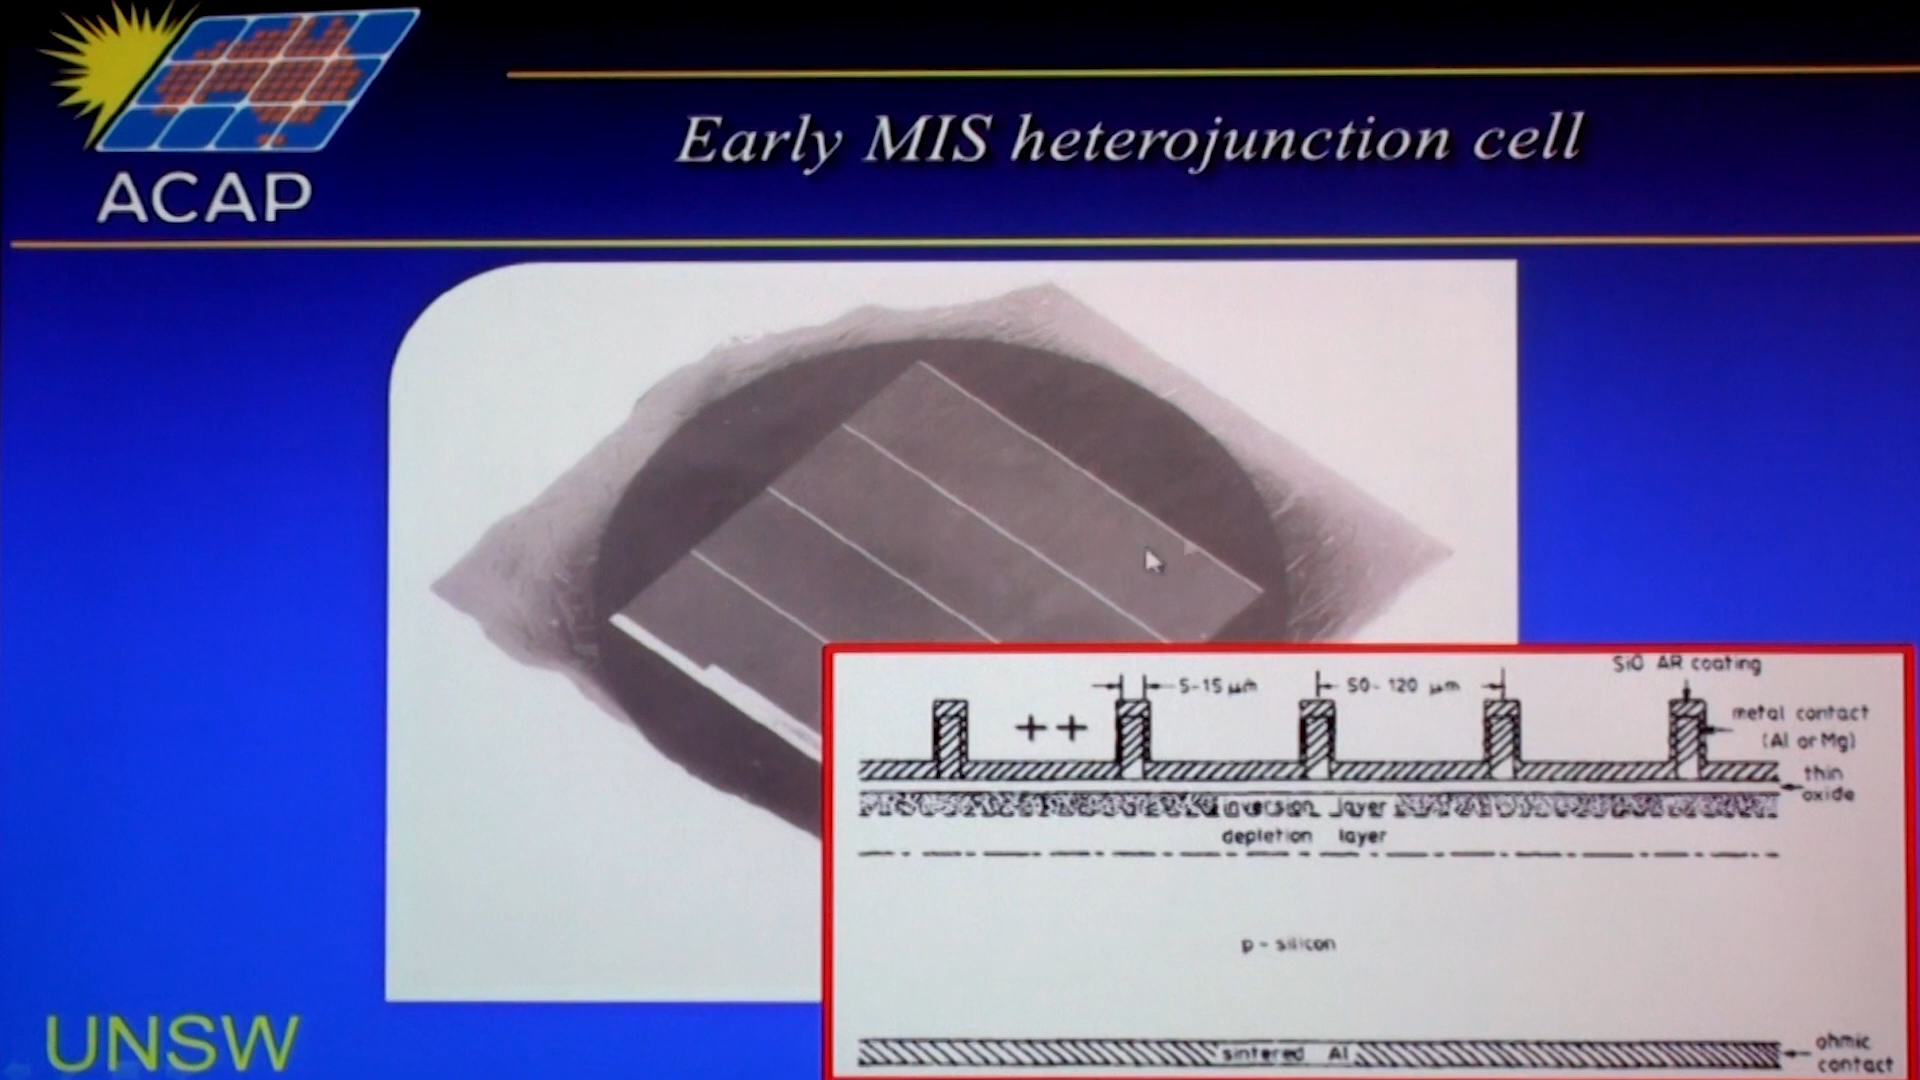 ACAP
Early MIS heterojunction cell
SiO AR coating
5-15 µm
50-120 µm
metal contact
(Al or Mg)
++
thin
oxide
inversion layer
depletion layer
p - silicon
sintered Al
ohmic
contact
UNSW